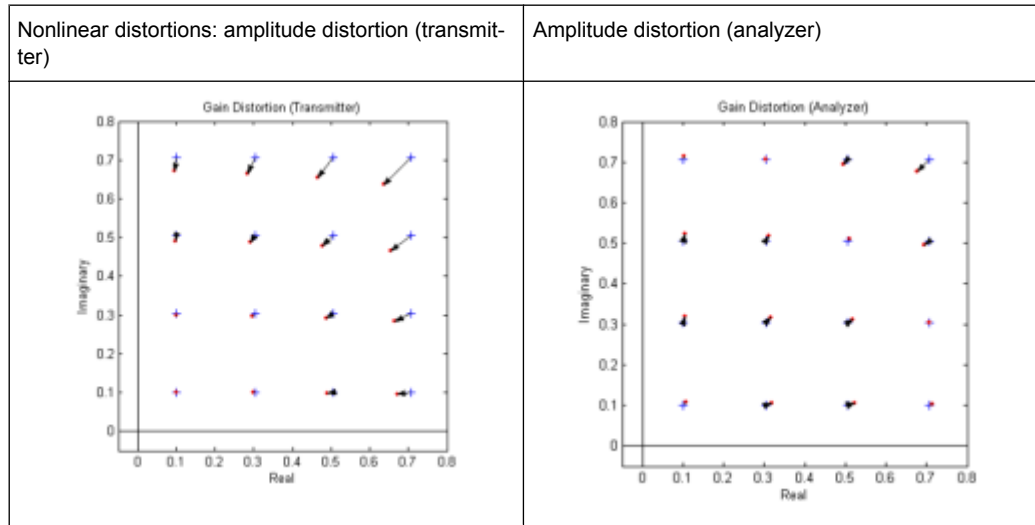 Nonlinear distortions: amplitude distortion (transmit-
ter)
Amplitude distortion (analyzer)
Gain Distortion (Transmitter)
0.8
0.7
0.6
0.5
0.4
0.3
0.2
0.1
0
Imaginary
0 0.1 0.2 0.3 0.4 0.5 0.6 0.7 0.8
Real
Gain Distortion (Analyzer)
0.8
0.7
0.6
0.5
0.4
0.3
0.2
0.1
0
Imaginary
0 0.1 0.2 0.3 0.4 0.5 0.6 0.7 0.8
Real